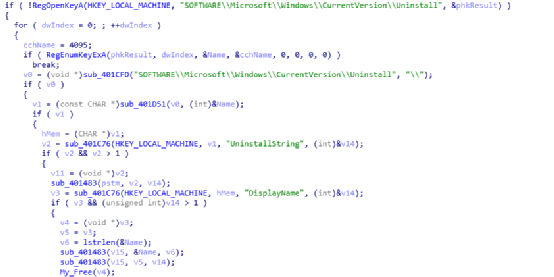 if ( !RegOpenKeyA(HKEY_LOCAL_MACHINE, "SOFTWARE\\Microsoft\\Windows\\CurrentVersion\\Uninstall", &phkResult) )
{
for ( dwIndex = 0; ; ++dwIndex )
{
cchName = 4095;
if ( RegEnumKeyExA(phkResult, dwIndex, &Name, &cchName, 0, 0, 0, 0) )
break;
v0 = (void *)sub_401CFD("SOFTWARE\\Microsoft\\Windows\\CurrentVersion\\Uninstall", "\\");
if ( v0 )
{
v1 = (const CHAR *)sub_401D51(v0, (int)&Name);
if ( v1 )
{
hMem = (CHAR *)v1;
v2 = sub_401C76(HKEY_LOCAL_MACHINE, v1, "UninstallString", (int)&v14);
if ( v2 && v2 > 1 )
{
v11 = (void *)v2;
sub_401483(pstm, v2, v14);
v3 = sub_401C76(HKEY_LOCAL_MACHINE, hMem, "DisplayName", (int)&v14);
if ( v3 && (unsigned int)v14 > 1 )
{
v4 = (void *)v3;
v5 = v3;
v6 = lstrlen(&Name);
sub_401483(v15, &Name, v6);
sub_401483(v15, v5, v14);
My_Free(v4);